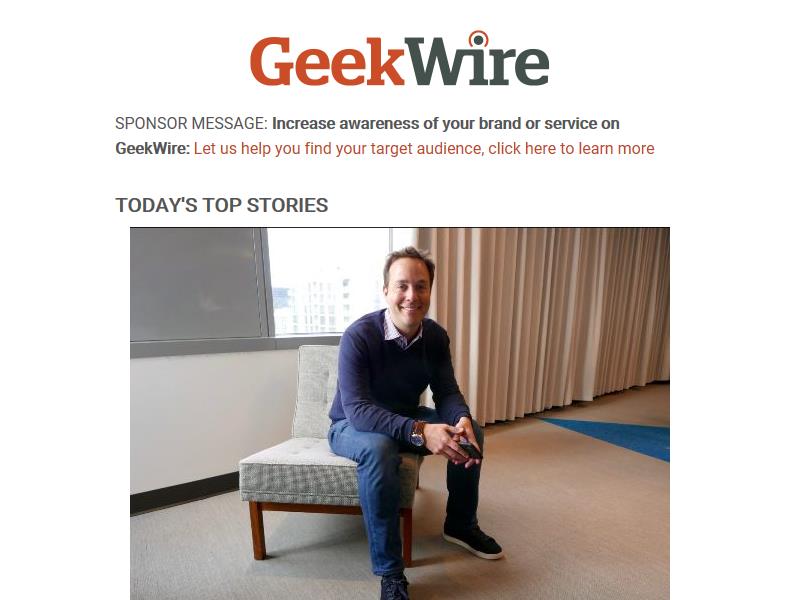 GeekWire
SPONSOR MESSAGE: Increase awareness of your brand or service on
GeekWire: Let us help you find your target audience, click here to learn more
TODAY'S TOP STORIES